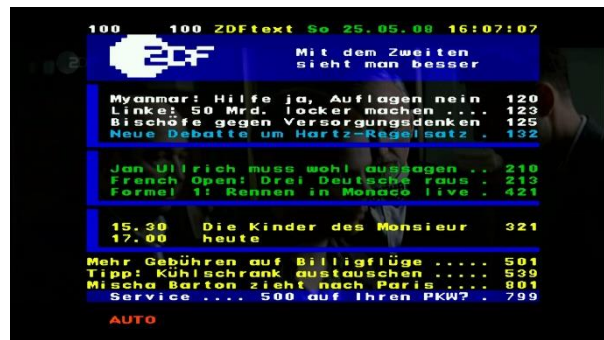 100 100 ZDFtext So 25.05.08 16:07:07
ZDF
Mit dem Zweiten
sieht man besser
Myanmar: Hilfe ja, Auflagen nein 120
Linke: 50 Mrd. locker machen ... 123
Bischöfe gegen Versorgungsdenken 125
Neue Debatte um Hartz-Regelsatz . 132
Jan Ullrich muss wohl aussagen .. 210
French Open: Drei Deutsche raus . 213
Formel 1: Rennen in Monaco live . 421
15.30 Die Kinder des Monsieur 321
17.00 heute
Mehr Gebühren auf Billigflüge ..... 501
Tipp: Kühlschrank austauschen ..... 539
Mischa Barton zieht nach Paris .... 801
Service .... 500 auf Ihren PKW? . 799
AUTO